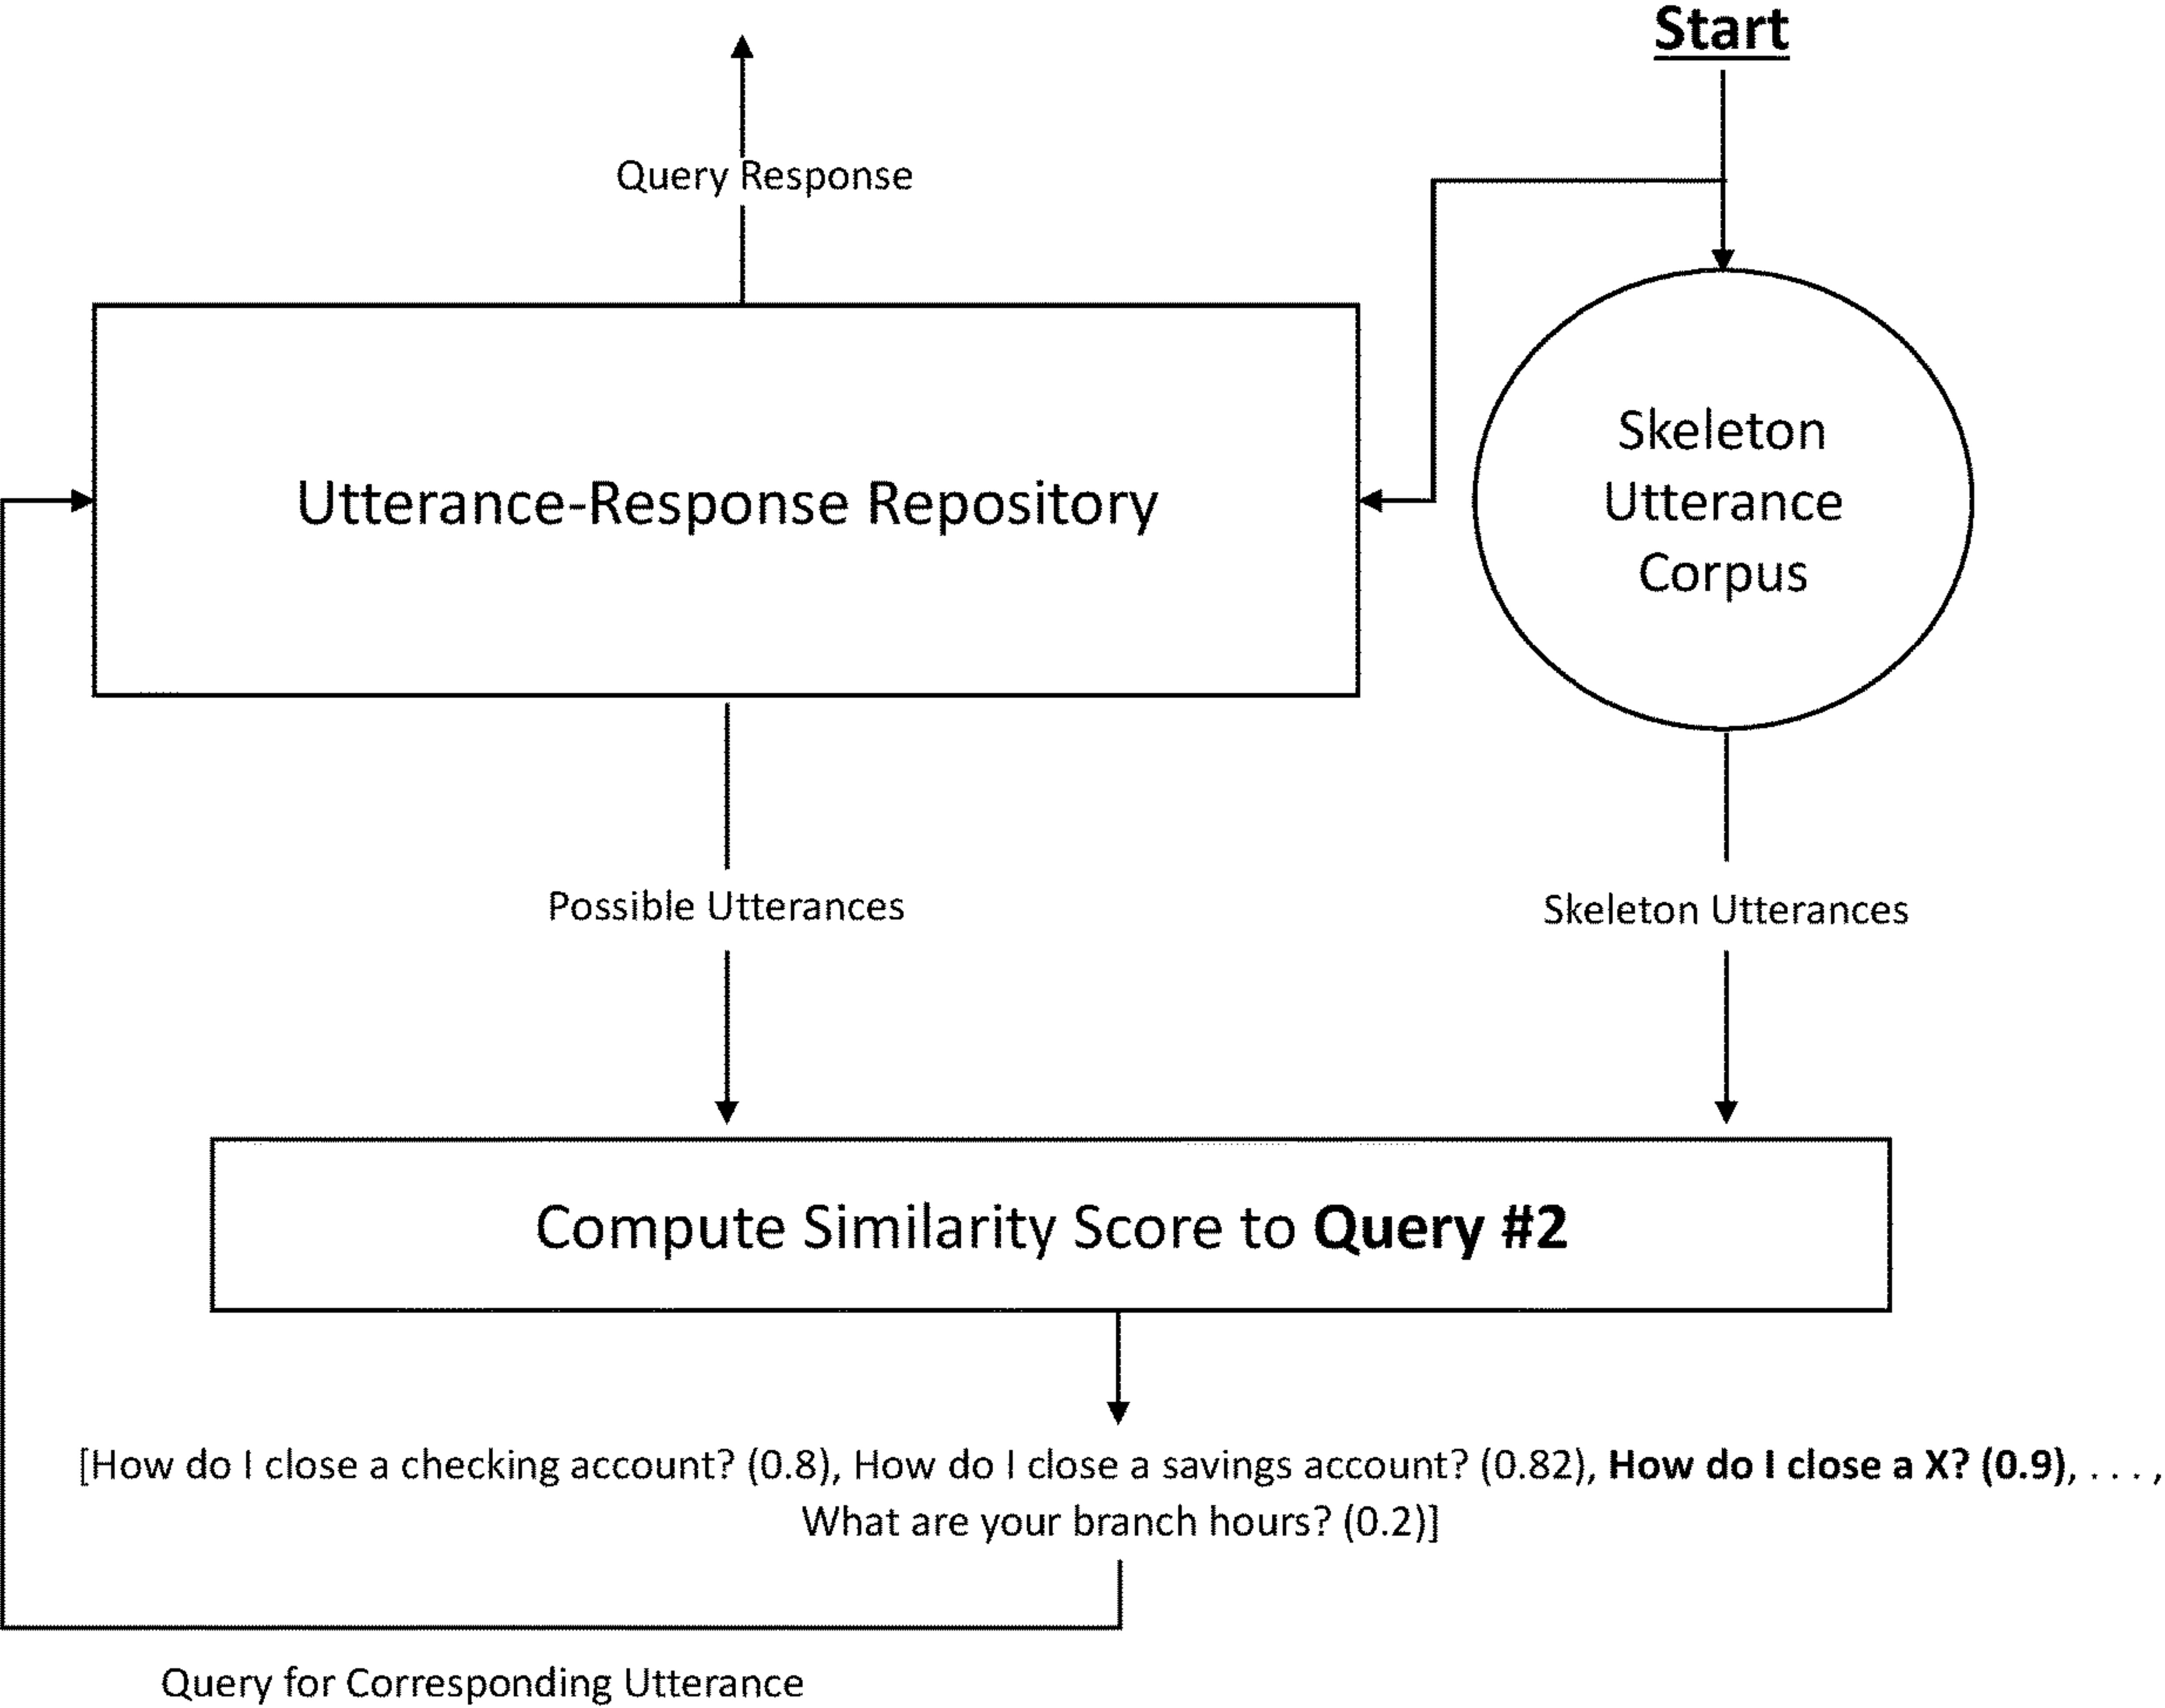 Start
Query Response
Skeleton
Utterance
Corpus
Utterance-Response Repository
Possible Utterances
Skeleton Utterances
Compute Similarity Score to Query #2
[How do I close a checking account? (0.8), How do I close a savings account? (0.82), How do I close a X? (0.9), . . . ,
What are your branch hours? (0.2)]
Query for Corresponding Utterance